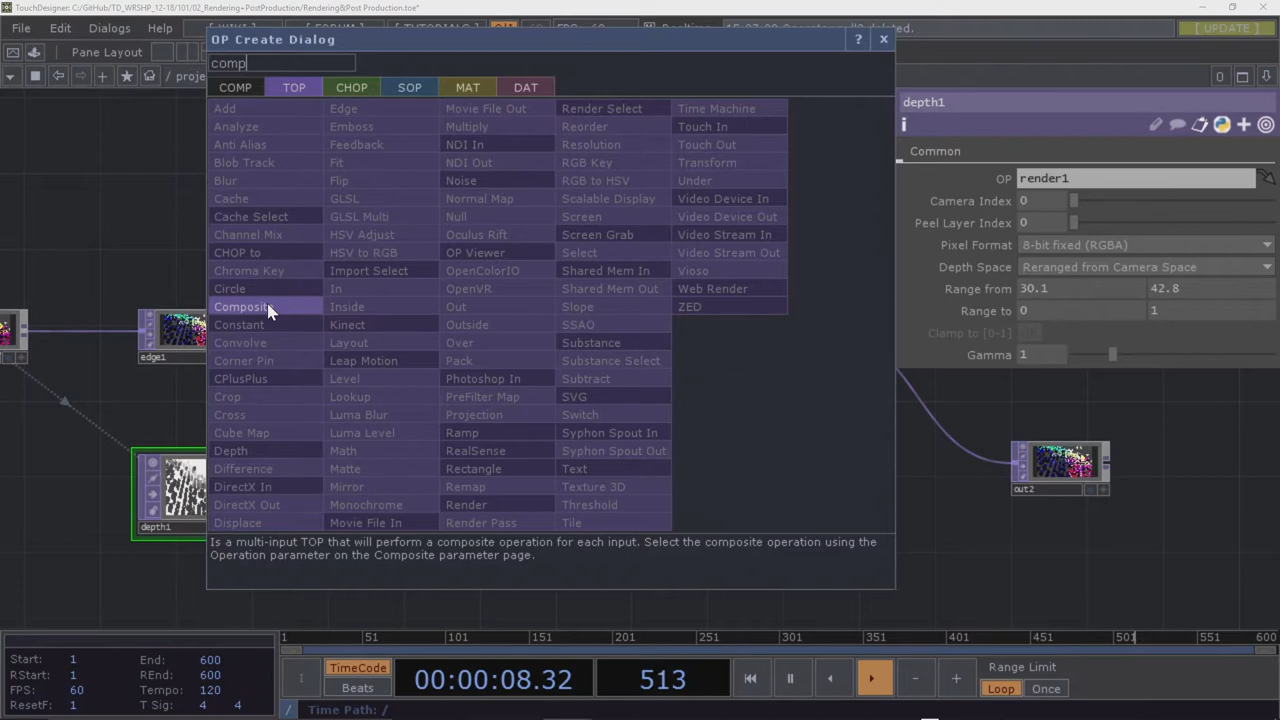 TouchDesigner: C:/GitHub/TD_WRSHP_12-18/101/02_Rendering+PostProduction/Rendering&Post Production.toe*
File Edit Dialogs Help
[ UPDATE ]
Pane Layout
/ proje
0
OP Create Dialog
? x
comp
COMP TOP CHOP SOP MAT DAT
Add Edge Movie File Out Render Select Time Machine
Analyze Emboss Multiply Reorder Touch In
Anti Alias Feedback NDI In Resolution Touch Out
Blob Track Fit NDI Out RGB Key Transform
Blur Flip Noise RGB to HSV Under
Cache GLSL Normal Map Scalable Display Video Device In
Cache Select GLSL Multi Null Screen Video Device Out
Channel Mix HSV Adjust Oculus Rift Screen Grab Video Stream In
CHOP to HSV to RGB OP Viewer Select Video Stream Out
Chroma Key Import Select OpenColorIO Shared Mem In Vioso
Circle In OpenVR Shared Mem Out Web Render
Composite Inside Out Slope ZED
Constant Kinect Outside SSAO
Convolve Layout Over Substance
Corner Pin Leap Motion Pack Substance Select
CPlusPlus Level Photoshop In Subtract
Crop Lookup PreFilter Map SVG
Cross Luma Blur Projection Switch
Cube Map Luma Level Ramp Syphon Spout In
Depth Math RealSense Syphon Spout Out
Difference Matte Rectangle Text
DirectX In Mirror Remap Texture 3D
DirectX Out Monochrome Render Threshold
Displace Movie File In Render Pass Tile
Is a multi-input TOP that will perform a composite operation for each input. Select the composite operation using the
Operation parameter on the Composite parameter page.
depth1
Common
OP render1
Camera Index 0
Peel Layer Index 0
Pixel Format 8-bit fixed (RGBA)
Depth Space Reranged from Camera Space
Range from 30.1 42.8
Range to 0 1
Clamp to [0-1]
Gamma 1
edge1
depth1
out2
1 51 101 151 201 251 301 351 401 451 501 551 600
Start: 1 End: 600
RStart: 1 REnd: 600
FPS: 60 Tempo: 120
ResetF: 1 T Sig: 4 4
TimeCode
Beats
00:00:08.32
513
Range Limit
Loop Once
/ Time Path: /